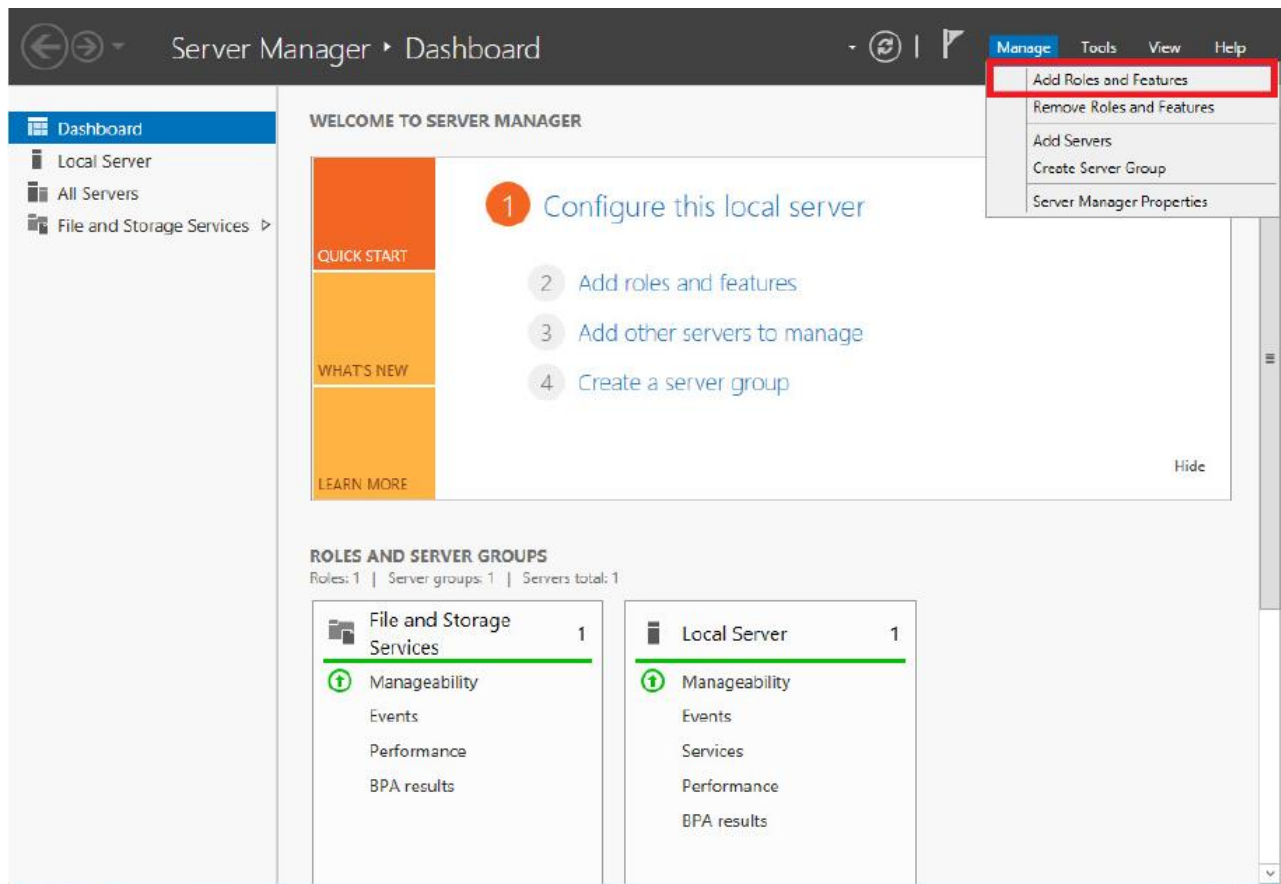 Server Manager ‣ Dashboard
Manage Tools View Help
Add Roles and Features
Remove Roles and Features
Add Servers
Create Server Group
Server Manager Properties
Dashboard
Local Server
All Servers
File and Storage Services
WELCOME TO SERVER MANAGER
QUICK START
WHAT'S NEW
LEARN MORE
1 Configure this local server
2 Add roles and features
3 Add other servers to manage
4 Create a server group
Hide
ROLES AND SERVER GROUPS
Roles: 1 | Server groups: 1 | Servers total: 1
File and Storage
Services 1
Manageability
Events
Performance
BPA results
Local Server 1
Manageability
Events
Services
Performance
BPA results